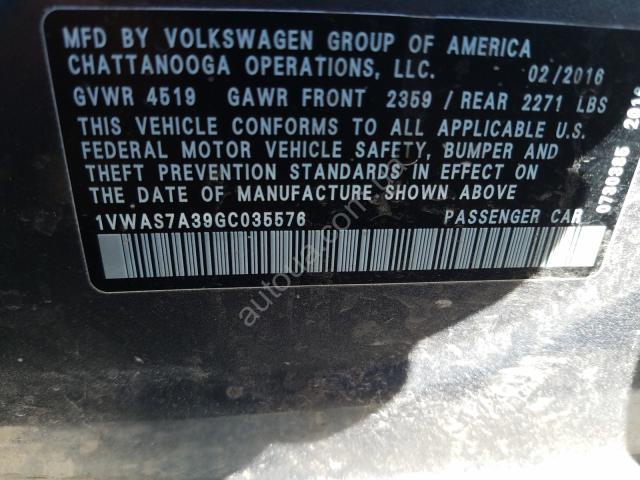 MFD BY VOLKSWAGEN GROUP OF AMERICA
CHATTANOOGA OPERATIONS, LLC. 02/2016
GVWR 4519 GAWR FRONT 2359 / REAR 2271 LBS
THIS VEHICLE CONFORMS TO ALL APPLICABLE U.S.
FEDERAL MOTOR VEHICLE SAFETY, BUMPER AND
THEFT PREVENTION STANDARDS IN EFFECT ON
THE DATE OF MANUFACTURE SHOWN ABOVE
1VWAS7A39GC035576 PASSENGER CAR
0730385